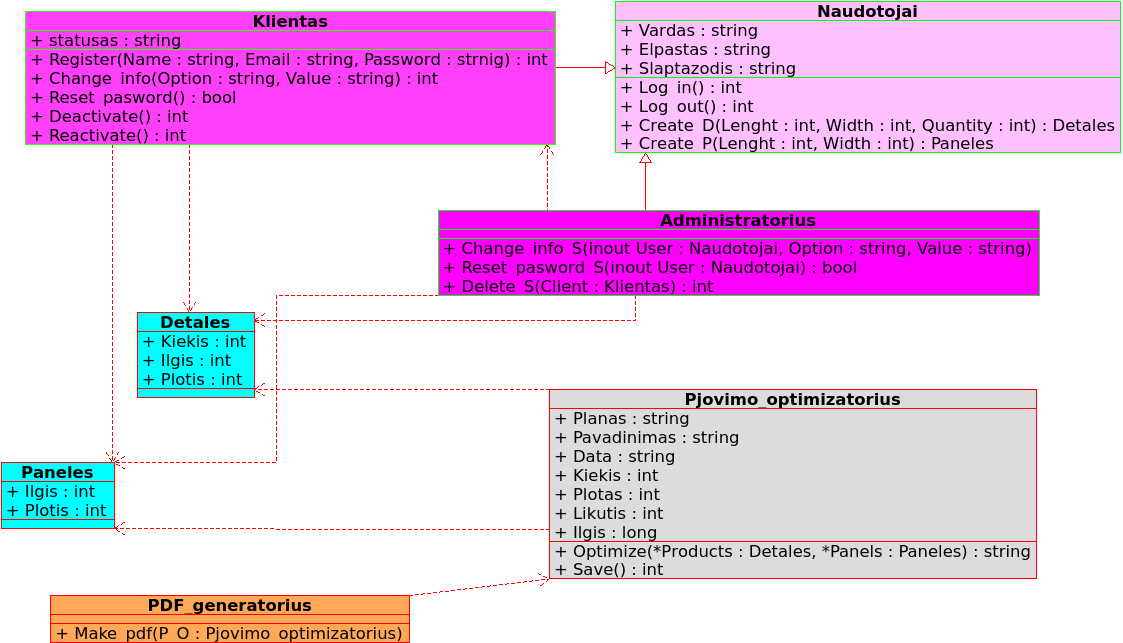 Klientas
+ statusas : string
+ Register(Name : string, Email : string, Password : strnig) : int
+ Change_info(Option : string, Value : string) : int
+ Reset_pasword() : bool
+ Deactivate() : int
+ Reactivate() : int
Naudotojai
+ Vardas : string
+ Elpastas : string
+ Slaptazodis : string
+ Log_in() : int
+ Log_out() : int
+ Create_D(Lenght : int, Width : int, Quantity : int) : Detales
+ Create_P(Lenght : int, Width : int) : Paneles
Administratorius
+ Change_info_S(inout User : Naudotojai, Option : string, Value : string)
+ Reset_pasword_S(inout User : Naudotojai) : bool
+ Delete_S(Client : Klientas) : int
Detales
+ Kiekis : int
+ Ilgis : int
+ Plotis : int
Pjovimo_optimizatorius
+ Planas : string
+ Pavadinimas : string
+ Data : string
+ Kiekis : int
+ Plotas : int
+ Likutis : int
+ Ilgis : long
+ Optimize(*Products : Detales, *Panels : Paneles) : string
+ Save() : int
Paneles
+ Ilgis : int
+ Plotis : int
PDF_generatorius
+ Make_pdf(P_O : Pjovimo_optimizatorius)